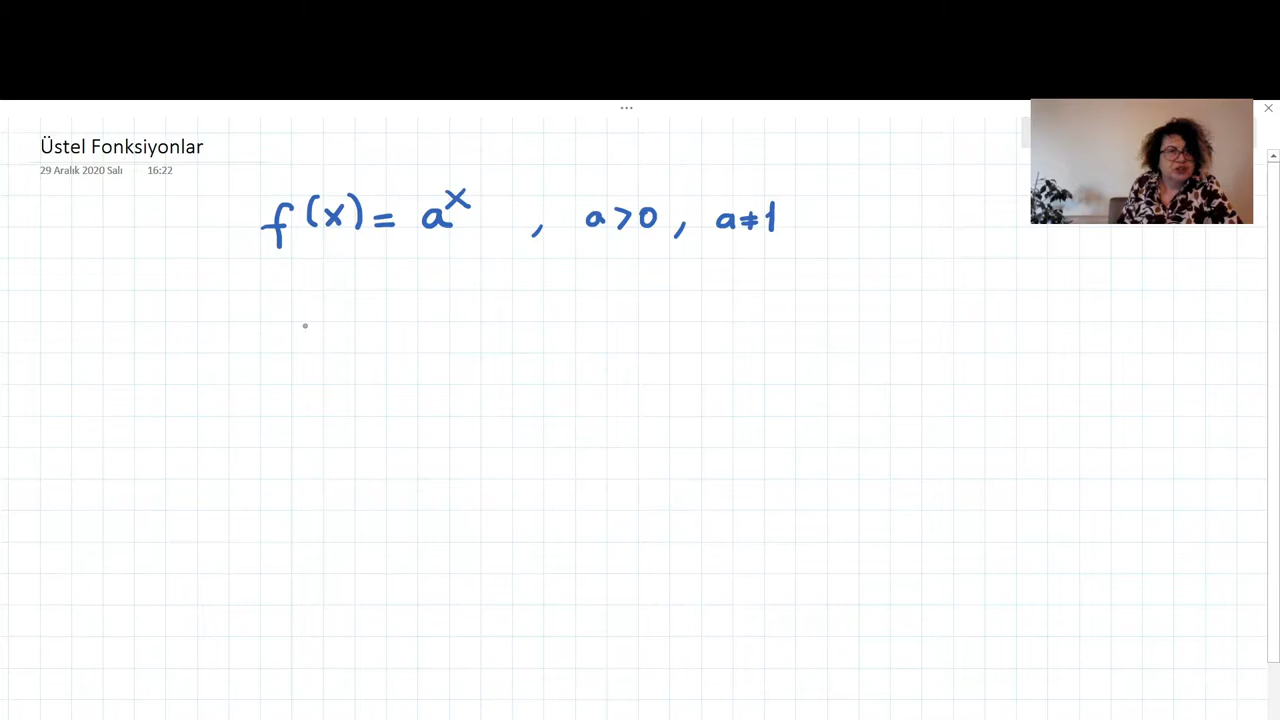 Üstel Fonksiyonlar
29 Aralık 2020 Salı 16:22
f(x) = a^x , a>0, a≠1